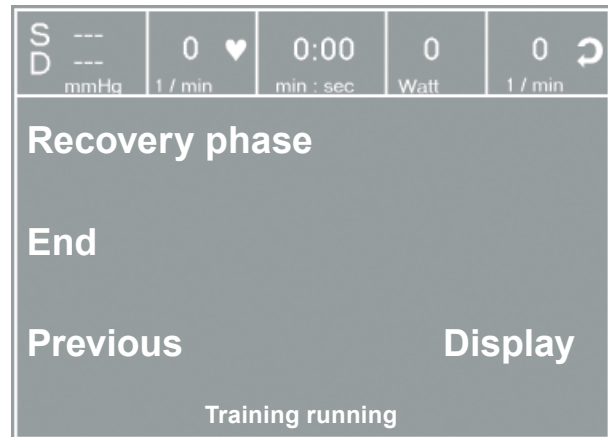 S ---
D ---
mmHg
0 ♥
1 / min
0:00
min : sec
0
Watt
0
1 / min
Recovery phase
End
Previous Display
Training running